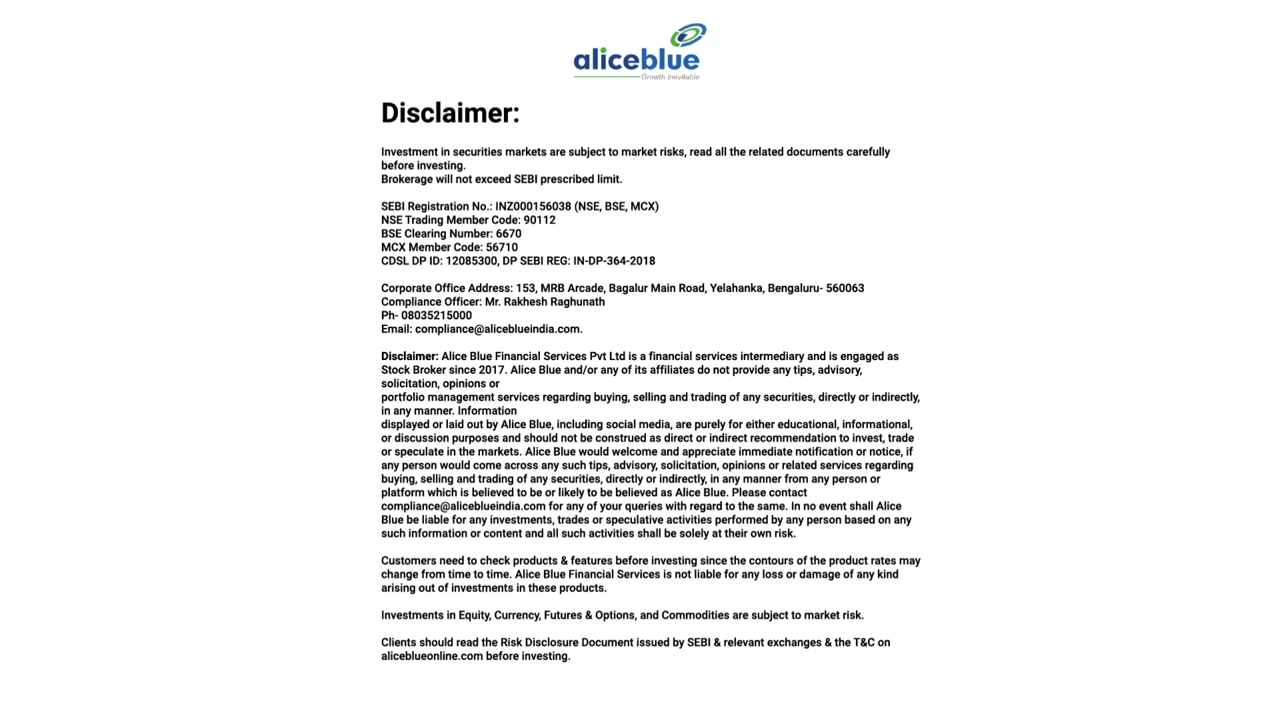 aliceblue
Growth Inevitable
Disclaimer:
Investment in securities markets are subject to market risks, read all the related documents carefully
before investing.
Brokerage will not exceed SEBI prescribed limit.
SEBI Registration No.: INZ000156038 (NSE, BSE, MCX)
NSE Trading Member Code: 90112
BSE Clearing Number: 6670
MCX Member Code: 56710
CDSL DP ID: 12085300, DP SEBI REG: IN-DP-364-2018
Corporate Office Address: 153, MRB Arcade, Bagalur Main Road, Yelahanka, Bengaluru- 560063
Compliance Officer: Mr. Rakhesh Raghunath
Ph- 08035215000
Email: compliance@aliceblueindia.com.
Disclaimer: Alice Blue Financial Services Pvt Ltd is a financial services intermediary and is engaged as
Stock Broker since 2017. Alice Blue and/or any of its affiliates do not provide any tips, advisory,
solicitation, opinions or
portfolio management services regarding buying, selling and trading of any securities, directly or indirectly,
in any manner. Information
displayed or laid out by Alice Blue, including social media, are purely for either educational, informational,
or discussion purposes and should not be construed as direct or indirect recommendation to invest, trade
or speculate in the markets. Alice Blue would welcome and appreciate immediate notification or notice, if
any person would come across any such tips, advisory, solicitation, opinions or related services regarding
buying, selling and trading of any securities, directly or indirectly, in any manner from any person or
platform which is believed to be or likely to be believed as Alice Blue. Please contact
compliance@aliceblueindia.com for any of your queries with regard to the same. In no event shall Alice
Blue be liable for any investments, trades or speculative activities performed by any person based on any
such information or content and all such activities shall be solely at their own risk.
Customers need to check products & features before investing since the contours of the product rates may
change from time to time. Alice Blue Financial Services is not liable for any loss or damage of any kind
arising out of investments in these products.
Investments in Equity, Currency, Futures & Options, and Commodities are subject to market risk.
Clients should read the Risk Disclosure Document issued by SEBI & relevant exchanges & the T&C on
aliceblueonline.com before investing.